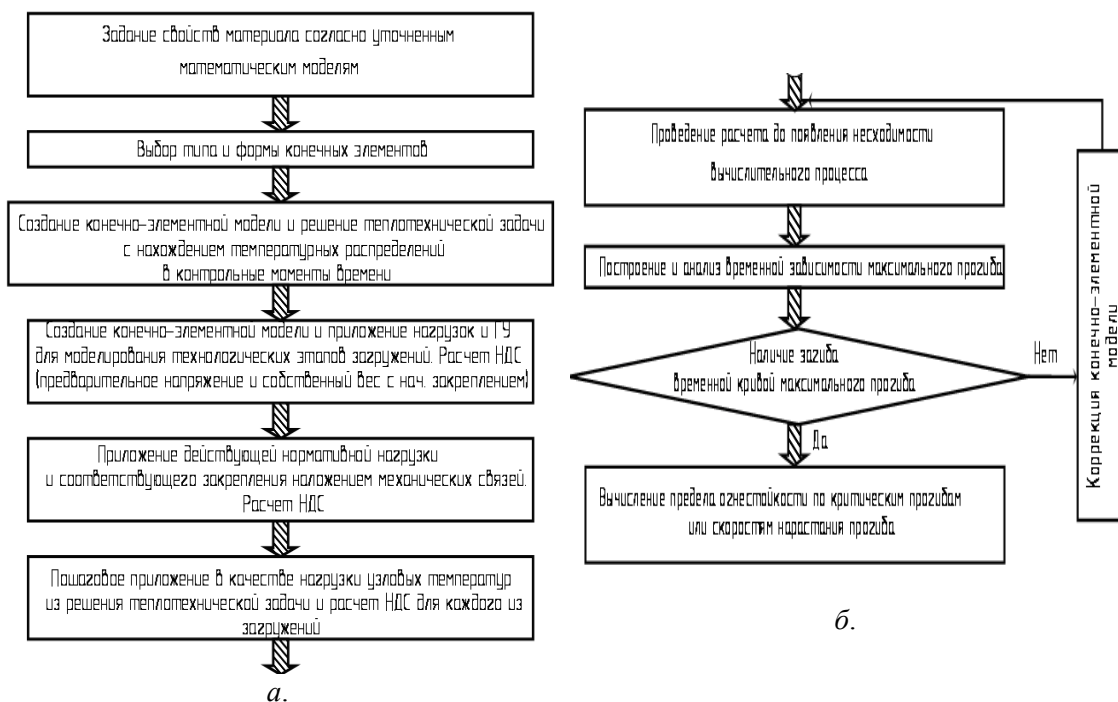 Задание свойств материала согласно уточненным
математическим моделям
Выбор типа и формы конечных элементов
Создание конечно-элементной модели и решение теплотехнической задачи
с нахождением температурных распределений
в контрольные моменты времени
Создание конечно-элементной модели и приложение нагрузок и ГУ
для моделирования технологических этапов загружений. Расчет НДС
(предварительное напряжение и собственный вес с нач. закреплением)
Приложение действующей нормативной нагрузки
и соответствующего закрепления наложением механических связей.
Расчет НДС
Пошаговое приложение в качестве нагрузки узловых температур
из решения теплотехнической задачи и расчет НДС для каждого из
загружений
а.
Проведение расчета до появления несходимости
вычислительного процесса
Построение и анализ временной зависимости максимального прогиба
Наличие загиба
временной кривой максимального прогиба
Нет
Да
Вычисление предела огнестойкости по критическим прогибам
или скоростям нарастания прогиба
Коррекция конечно-элементной
модели
б.